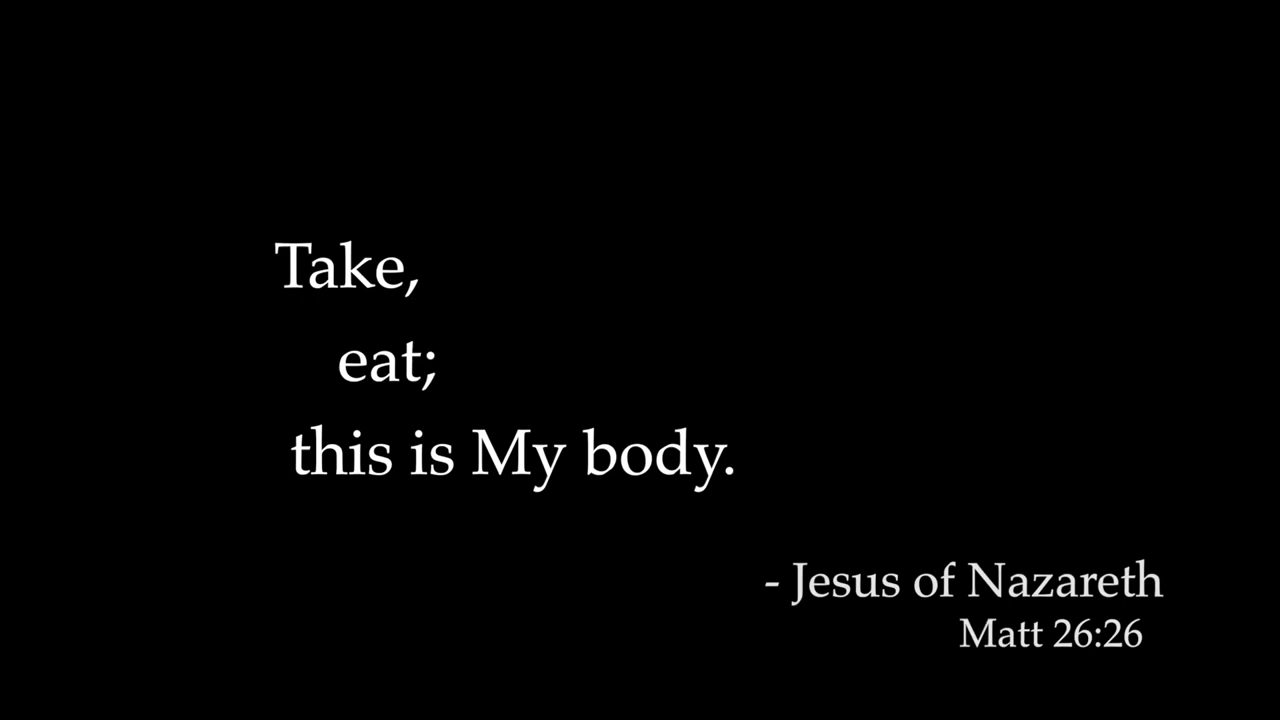 Take,
eat;
this is My body.
- Jesus of Nazareth
Matt 26:26